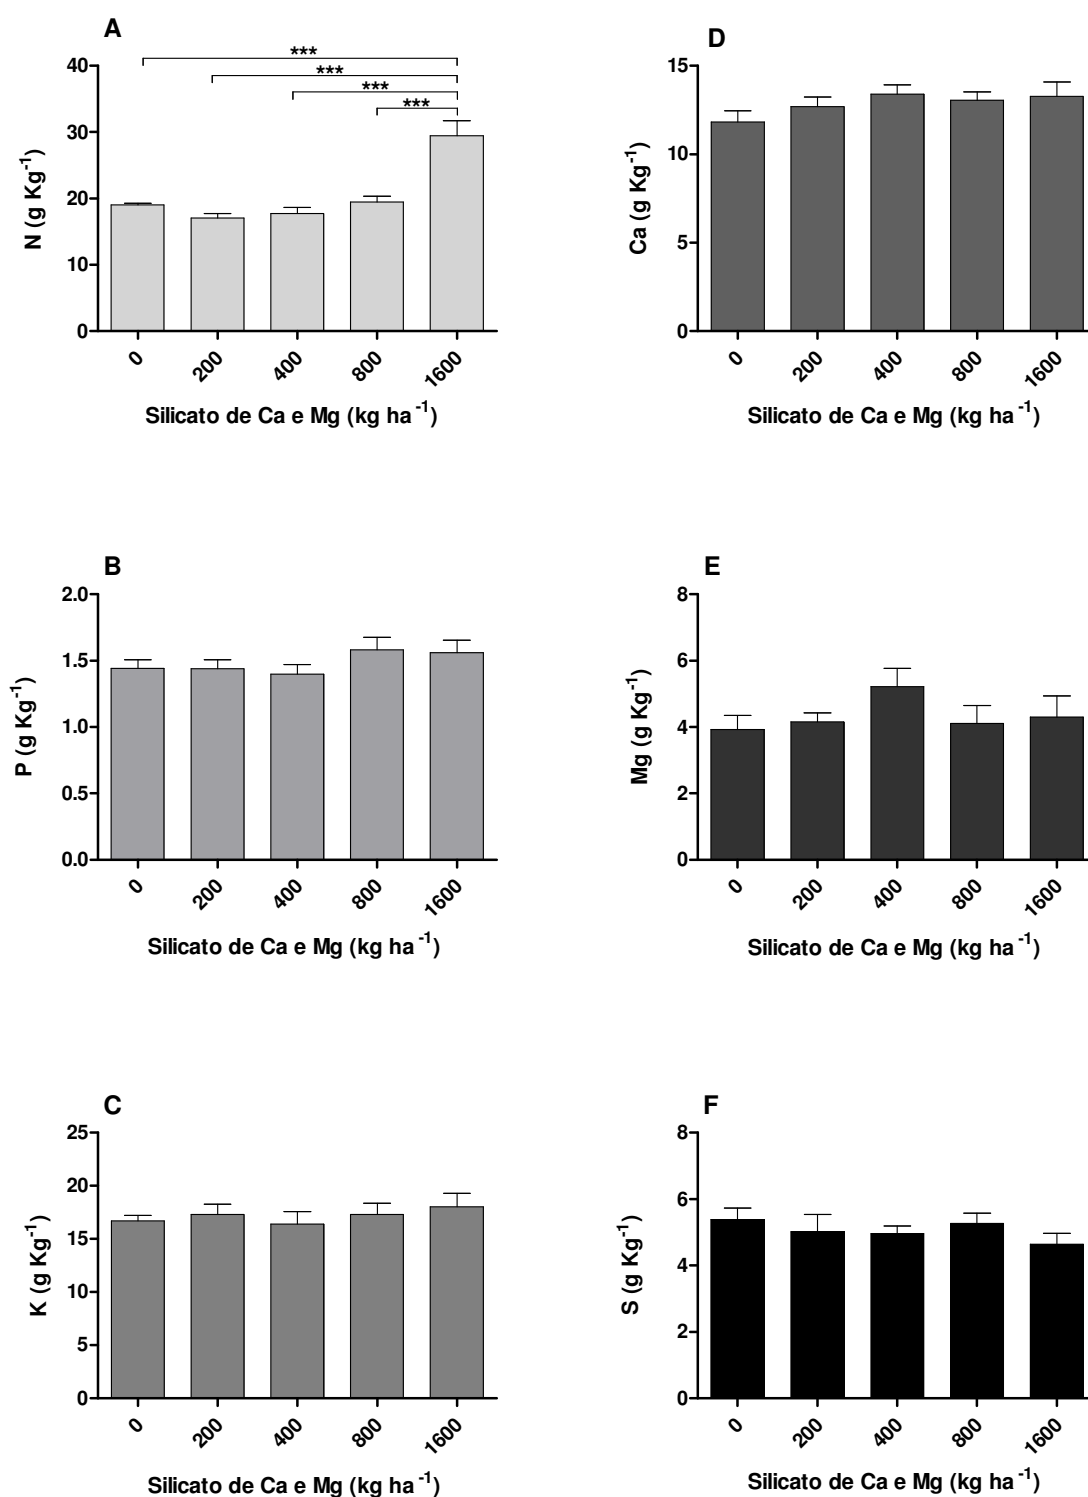 A
***
***
***
***
40
30
20
10
0
N (g Kg⁻¹)
0 200 400 800 1600
Silicato de Ca e Mg (kg ha⁻¹)
D
15
10
5
0
Ca (g Kg⁻¹)
0 200 400 800 1600
Silicato de Ca e Mg (kg ha⁻¹)
B
2.0
1.5
1.0
0.5
0.0
P (g Kg⁻¹)
0 200 400 800 1600
Silicato de Ca e Mg (kg ha⁻¹)
E
8
6
4
2
0
Mg (g Kg⁻¹)
0 200 400 800 1600
Silicato de Ca e Mg (kg ha⁻¹)
C
25
20
15
10
5
0
K (g Kg⁻¹)
0 200 400 800 1600
Silicato de Ca e Mg (kg ha⁻¹)
F
8
6
4
2
0
S (g Kg⁻¹)
0 200 400 800 1600
Silicato de Ca e Mg (kg ha⁻¹)